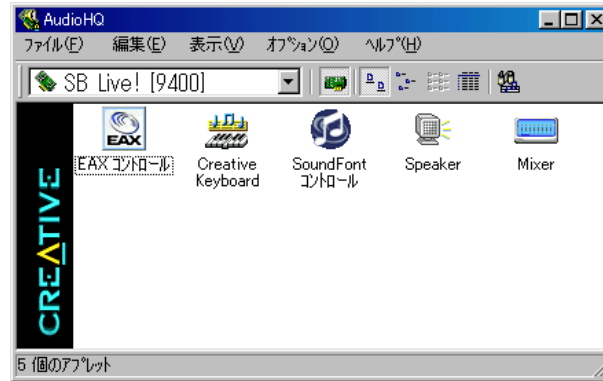 AudioHQ
ファイル(F) 編集(E) 表示(V) オプション(O) ヘルプ(H)
SB Live! [9400]
EAX
EAX コントロール
Creative Keyboard
SoundFont コントロール
Speaker
Mixer
CREATIVE
5 個のアプレット